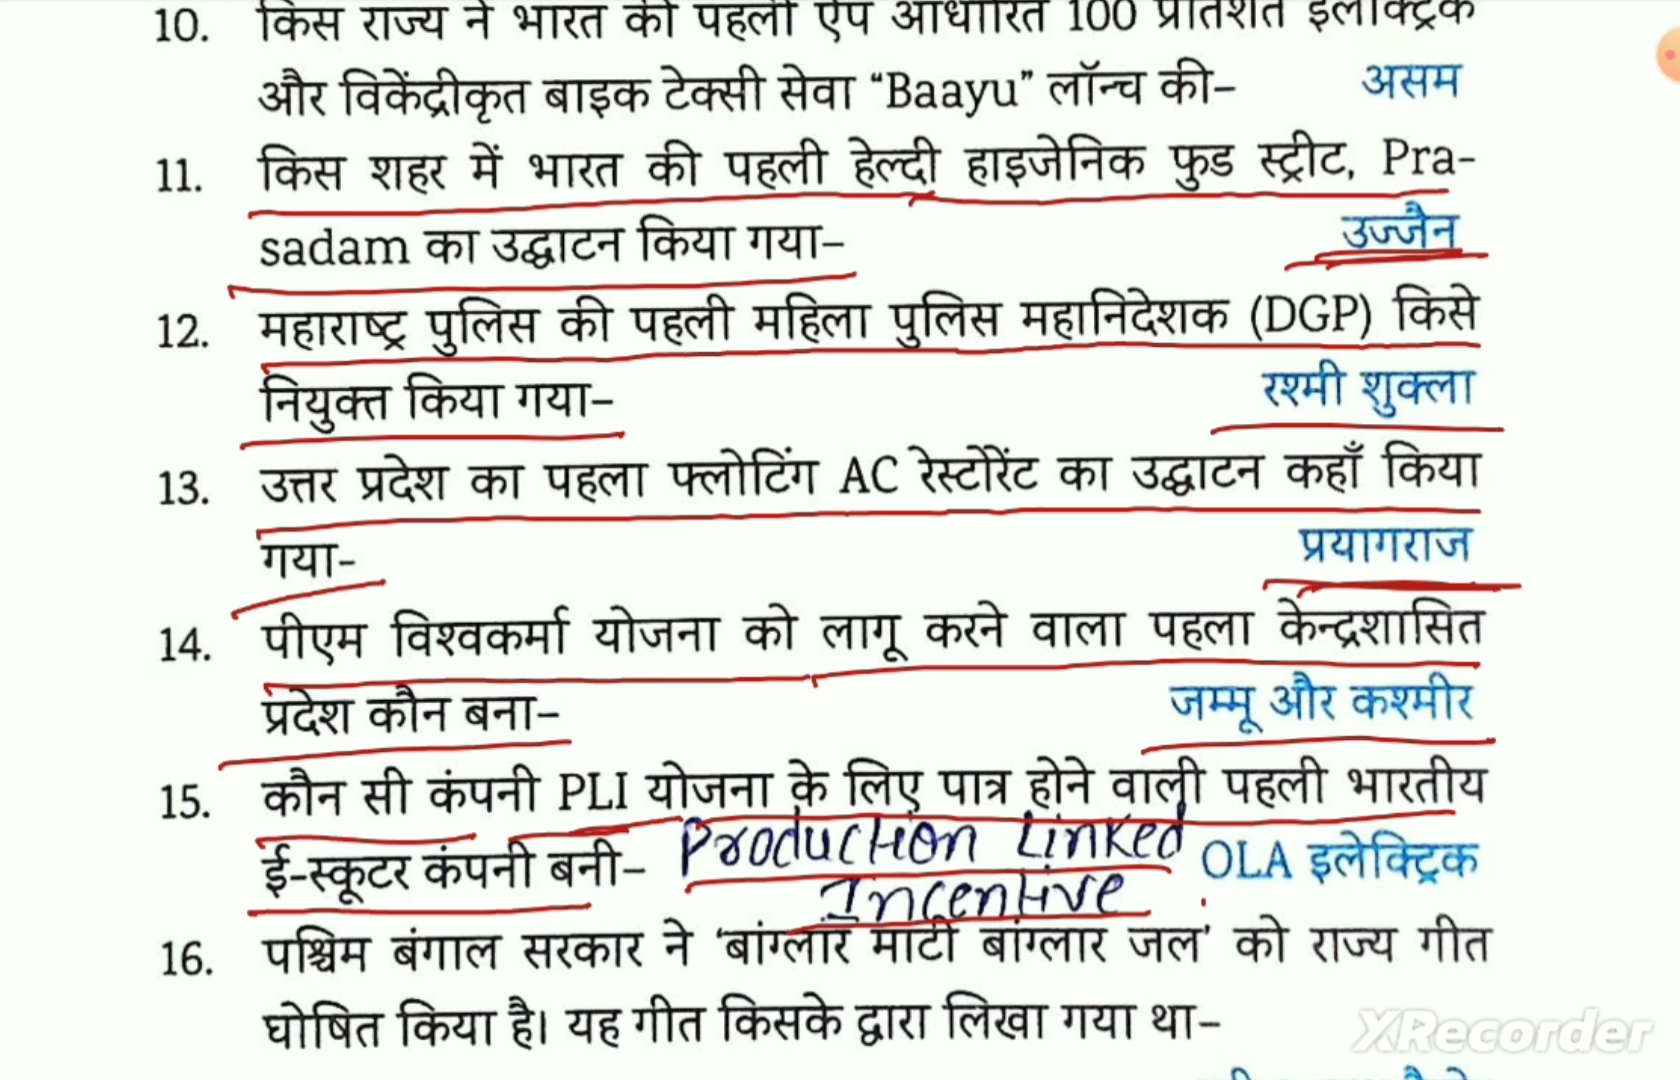 10. किस राज्य ने भारत की पहली ऐप आधारित 100 प्रतिशत इलेक्ट्रिक
और विकेंद्रीकृत बाइक टेक्सी सेवा “Baayu” लॉन्च की– असम
11. किस शहर में भारत की पहली हेल्दी हाइजेनिक फुड स्ट्रीट, Pra-
sadam का उद्घाटन किया गया– उज्जैन
12. महाराष्ट्र पुलिस की पहली महिला पुलिस महानिदेशक (DGP) किसे
नियुक्त किया गया– रश्मी शुक्ला
13. उत्तर प्रदेश का पहला फ्लोटिंग AC रेस्टोरेंट का उद्घाटन कहाँ किया
गया– प्रयागराज
14. पीएम विश्वकर्मा योजना को लागू करने वाला पहला केन्द्रशासित
प्रदेश कौन बना– जम्मू और कश्मीर
15. कौन सी कंपनी PLI योजना के लिए पात्र होने वाली पहली भारतीय
ई-स्कूटर कंपनी बनी– Production Linked OLA इलेक्ट्रिक
Incentive
16. पश्चिम बंगाल सरकार ने ‘बांग्लार माटी बांग्लार जल’ को राज्य गीत
घोषित किया है। यह गीत किसके द्वारा लिखा गया था–
XRecorder